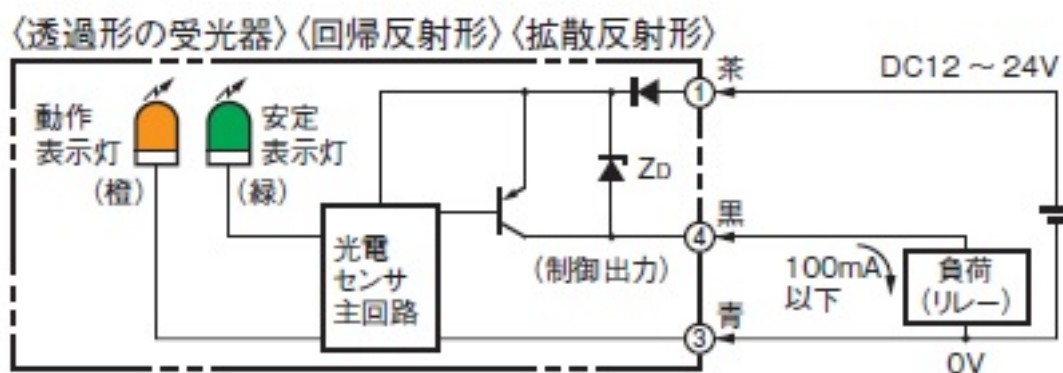 〈透過形の受光器〉〈回帰反射形〉〈拡散反射形〉
動作
表示灯
(橙)
安定
表示灯
(緑)
光電
センサ
主回路
ZD
(制御出力)
①
茶
DC12 ～ 24V
④
黒
100mA
以下
負荷
(リレー)
③
青
0V